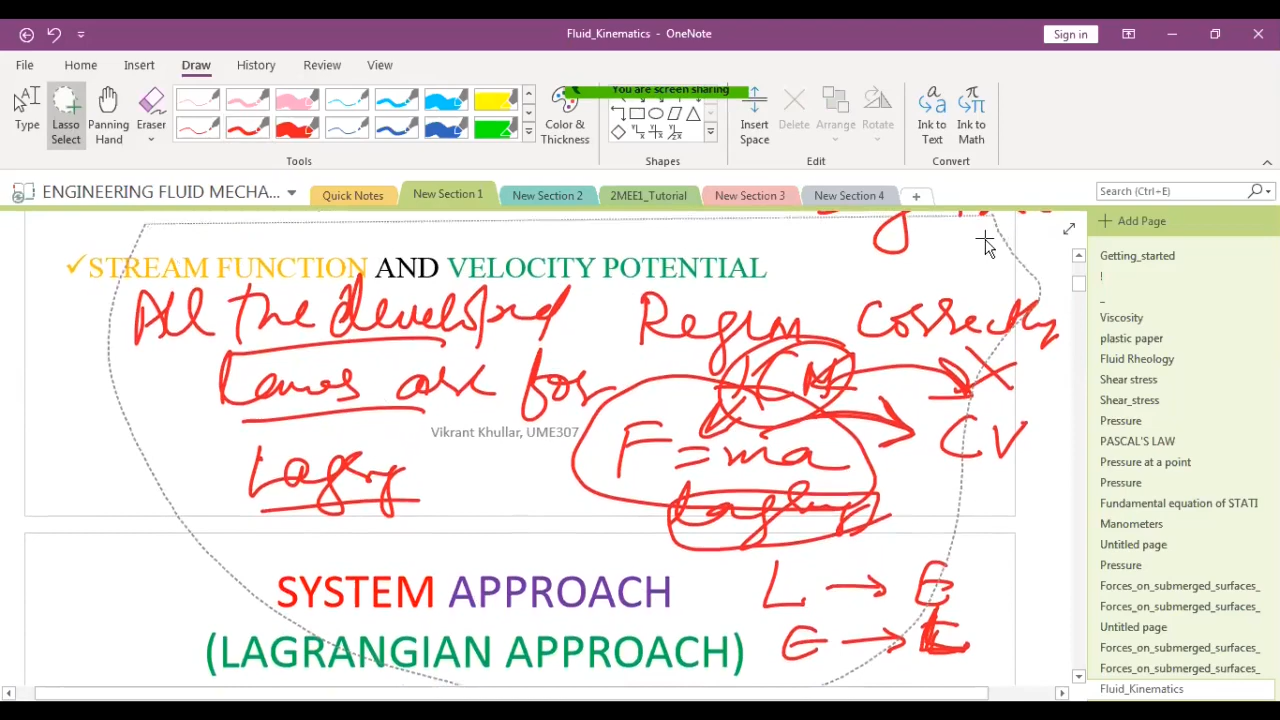 Fluid_Kinematics - OneNote
Sign in
File Home Insert Draw History Review View
You are screen sharing
Type Lasso Select Panning Hand Eraser Color & Thickness Insert Space Delete Arrange Rotate Ink to Text Ink to Math
Tools Shapes Edit Convert
ENGINEERING FLUID MECHA... Quick Notes New Section 1 New Section 2 2MEE1_Tutorial New Section 3 New Section 4 Search (Ctrl+E)
STREAM FUNCTION AND VELOCITY POTENTIAL
All the developed Region Correctly
Laws are for CM X
F = ma CV
Vikrant Khullar, UME307
L → E
E → L
SYSTEM APPROACH
(LAGRANGIAN APPROACH)
Add Page
Getting_started
!
_
Viscosity
plastic paper
Fluid Rheology
Shear stress
Shear_stress
Pressure
PASCAL'S LAW
Pressure at a point
Pressure
Fundamental equation of STATI
Manometers
Untitled page
Pressure
Forces_on_submerged_surfaces_
Forces_on_submerged_surfaces_
Untitled page
Forces_on_submerged_surfaces_
Forces_on_submerged_surfaces_
Fluid_Kinematics